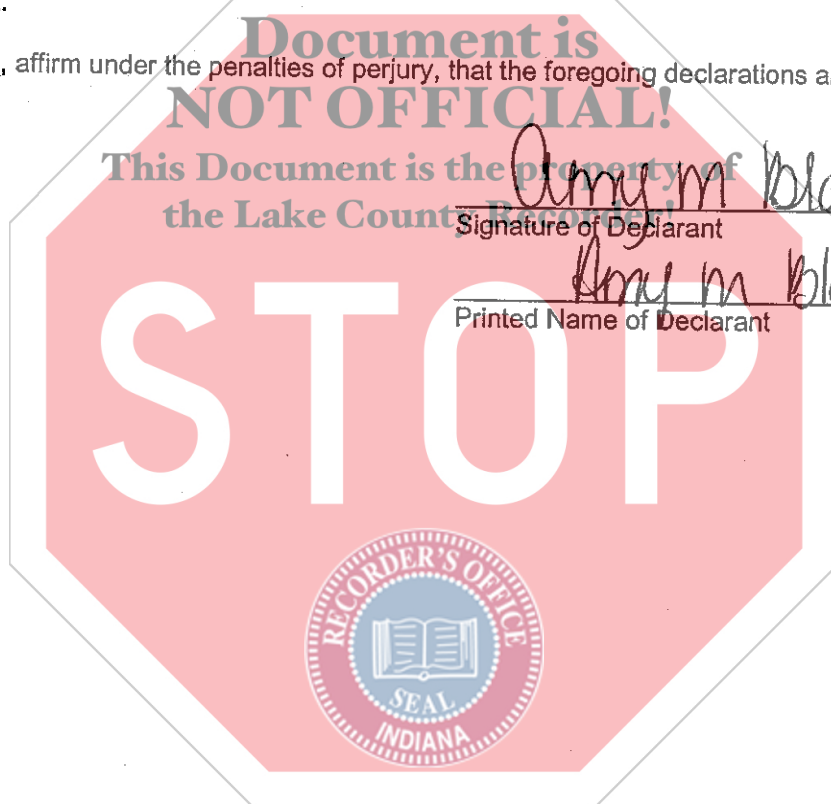 Document is
, affirm under the penalties of perjury, that the foregoing declarations a
NOT OFFICIAL!
This Document is the property of
the Lake County Recorder!
Amy M Bla
Signature of Declarant
Amy M Bla
Printed Name of Declarant
STOP
RECORDER'S OFFICE
SEAL
INDIANA